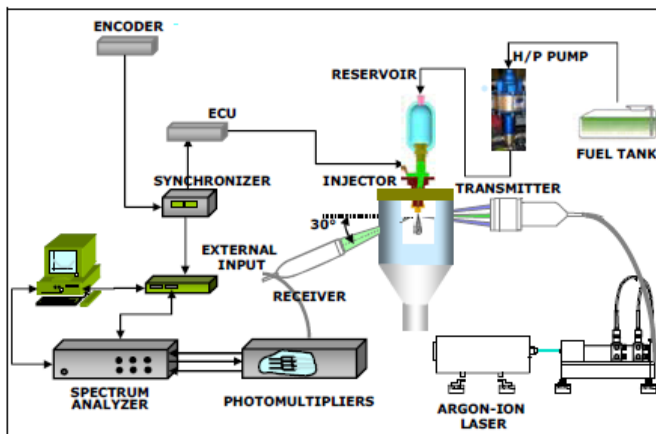 ENCODER
H/P PUMP
RESERVOIR
ECU
FUEL TANK
SYNCHRONIZER
INJECTOR
TRANSMITTER
30°
EXTERNAL
INPUT
RECEIVER
SPECTRUM
ANALYZER
PHOTOMULTIPLIERS
ARGON-ION
LASER